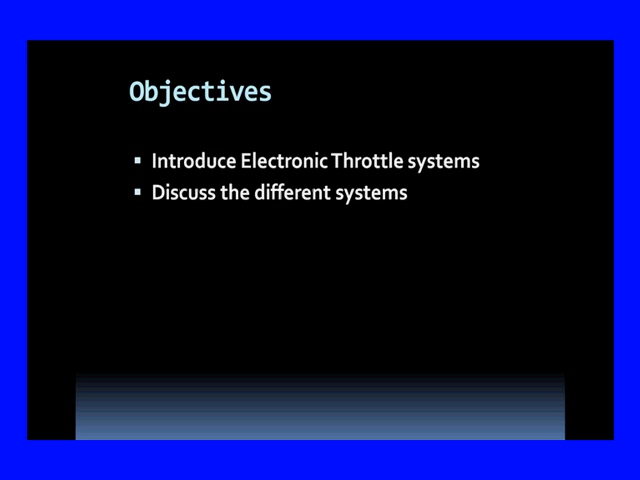 Objectives
▪ Introduce Electronic Throttle systems
▪ Discuss the different systems